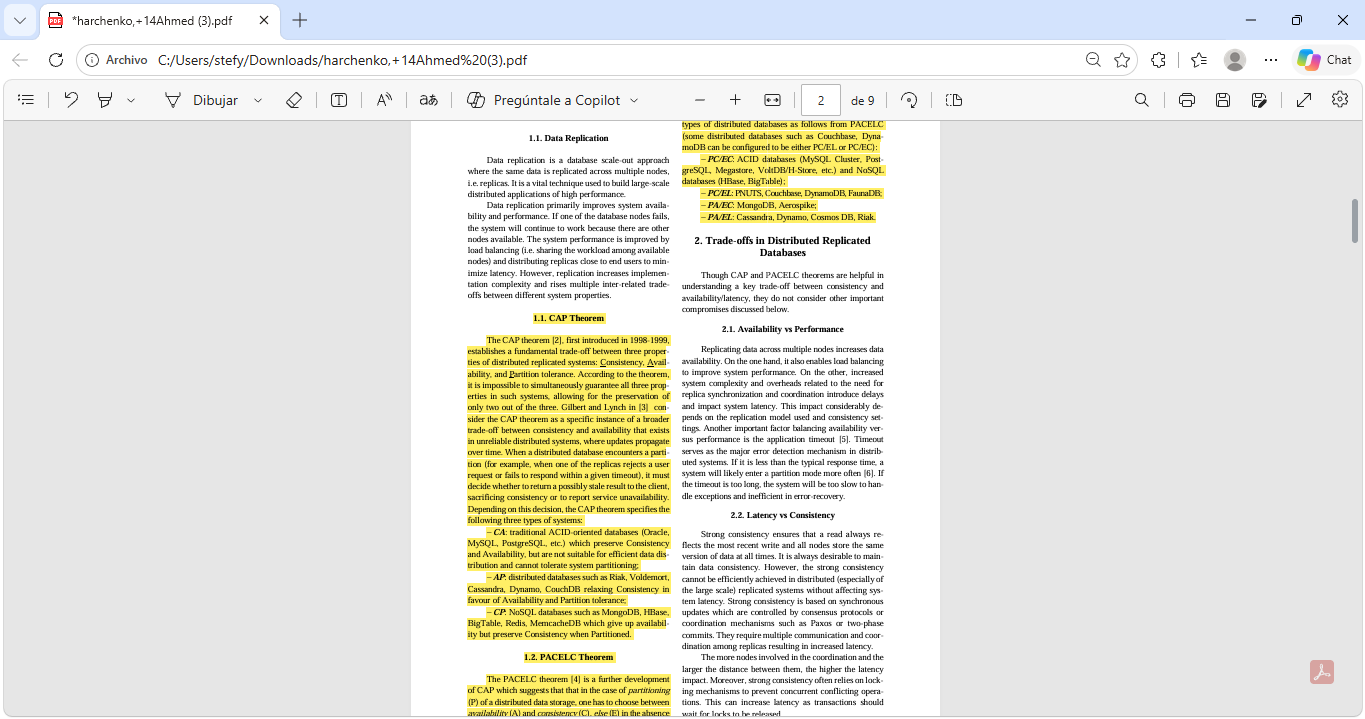 *harchenko,+14Ahmed (3).pdf
Archivo
C:/Users/stefy/Downloads/harchenko,+14Ahmed%20(3).pdf
Chat
Dibujar
Pregúntale a Copilot
2
de 9
1.1. Data Replication
Data replication is a database scale-out approach
where the same data is replicated across multiple nodes,
i.e. replicas. It is a vital technique used to build large-scale
distributed applications of high performance.
Data replication primarily improves system availa-
bility and performance. If one of the database nodes fails,
the system will continue to work because there are other
nodes available. The system performance is improved by
load balancing (i.e. sharing the workload among available
nodes) and distributing replicas close to end users to min-
imize latency. However, replication increases implemen-
tation complexity and rises multiple inter-related trade-
offs between different system properties.
1.1. CAP Theorem
The CAP theorem [2], first introduced in 1998-1999,
establishes a fundamental trade-off between three proper-
ties of distributed replicated systems: Consistency, Avail-
ability, and Partition tolerance. According to the theorem,
it is impossible to simultaneously guarantee all three prop-
erties in such systems, allowing for the preservation of
only two out of the three. Gilbert and Lynch in [3] con-
sider the CAP theorem as a specific instance of a broader
trade-off between consistency and availability that exists
in unreliable distributed systems, where updates propagate
over time. When a distributed database encounters a parti-
tion (for example, when one of the replicas rejects a user
request or fails to respond within a given timeout), it must
decide whether to return a possibly stale result to the client,
sacrificing consistency or to report service unavailability.
Depending on this decision, the CAP theorem specifies the
following three types of systems:
– CA: traditional ACID-oriented databases (Oracle,
MySQL, PostgreSQL, etc.) which preserve Consistency
and Availability, but are not suitable for efficient data dis-
tribution and cannot tolerate system partitioning;
– AP: distributed databases such as Riak, Voldemort,
Cassandra, Dynamo, CouchDB relaxing Consistency in
favour of Availability and Partition tolerance;
– CP: NoSQL databases such as MongoDB, HBase,
BigTable, Redis, MemcacheDB which give up availabil-
ity but preserve Consistency when Partitioned.
1.2. PACELC Theorem
The PACELC theorem [4] is a further development
of CAP which suggests that that in the case of partitioning
(P) of a distributed data storage, one has to choose between
availability (A) and consistency (C), else (E) in the absence
types of distributed databases as follows from PACELC
(some distributed databases such as Couchbase, Dyna-
moDB can be configured to be either PC/EL or PC/EC):
– PC/EC: ACID databases (MySQL Cluster, Post-
greSQL, Megastore, VoltDB/H-Store, etc.) and NoSQL
databases (HBase, BigTable);
– PC/EL: PNUTS, Couchbase, DynamoDB, FaunaDB;
– PA/EC: MongoDB, Aerospike;
– PA/EL: Cassandra, Dynamo, Cosmos DB, Riak.
2. Trade-offs in Distributed Replicated
Databases
Though CAP and PACELC theorems are helpful in
understanding a key trade-off between consistency and
availability/latency, they do not consider other important
compromises discussed below.
2.1. Availability vs Performance
Replicating data across multiple nodes increases data
availability. On the one hand, it also enables load balancing
to improve system performance. On the other, increased
system complexity and overheads related to the need for
replica synchronization and coordination introduce delays
and impact system latency. This impact considerably de-
pends on the replication model used and consistency set-
tings. Another important factor balancing availability ver-
sus performance is the application timeout [5]. Timeout
serves as the major error detection mechanism in distrib-
uted systems. If it is less than the typical response time, a
system will likely enter a partition mode more often [6]. If
the timeout is too long, the system will be too slow to han-
dle exceptions and inefficient in error-recovery.
2.2. Latency vs Consistency
Strong consistency ensures that a read always re-
flects the most recent write and all nodes store the same
version of data at all times. It is always desirable to main-
tain data consistency. However, the strong consistency
cannot be efficiently achieved in distributed (especially of
the large scale) replicated systems without affecting sys-
tem latency. Strong consistency is based on synchronous
updates which are controlled by consensus protocols or
coordination mechanisms such as Paxos or two-phase
commits. They require multiple communication and coor-
dination among replicas resulting in increased latency.
The more nodes involved in the coordination and the
larger the distance between them, the higher the latency
impact. Moreover, strong consistency often relies on lock-
ing mechanisms to prevent concurrent conflicting opera-
tions. This can increase latency as transactions should
wait for locks to be released.